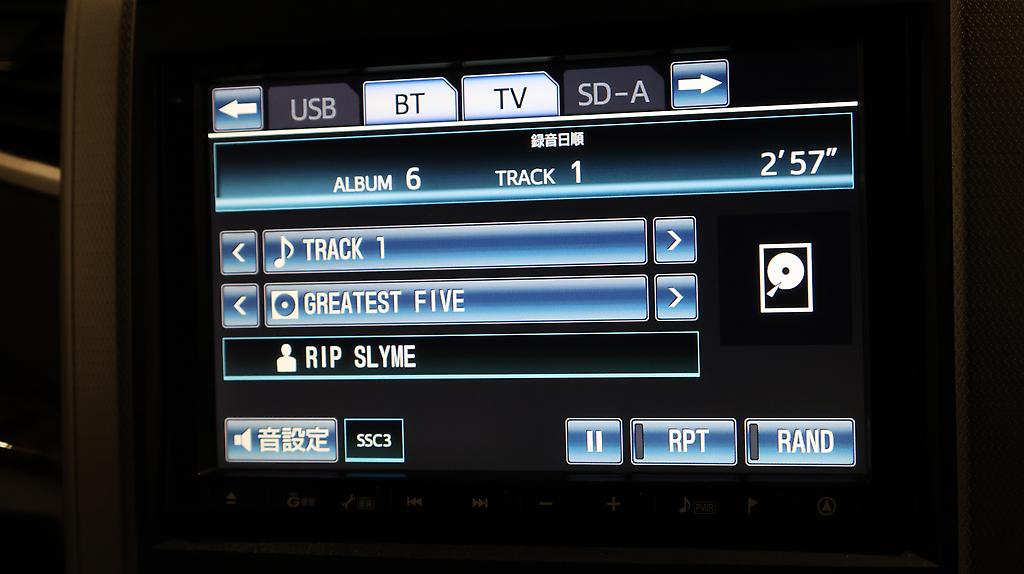 USB BT TV SD-A
録音日順
ALBUM 6 TRACK 1 2'57"
TRACK 1
GREATEST FIVE
RIP SLYME
音設定 SSC3 RPT RAND
PWR